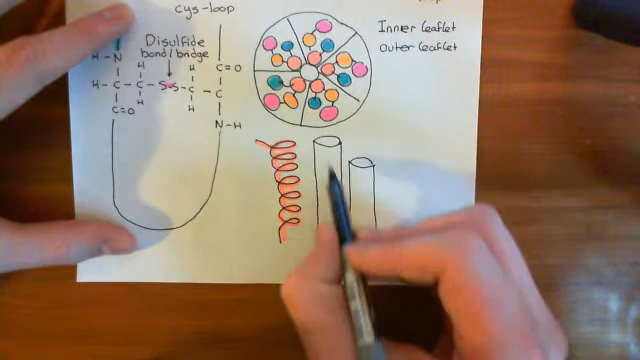 cys-loop
Disulfide
bond/bridge
Inner leaflet
outer leaflet
H-N
H
H
C=O
H-C-C-S-S-C-C
H
H
C=O
N-H